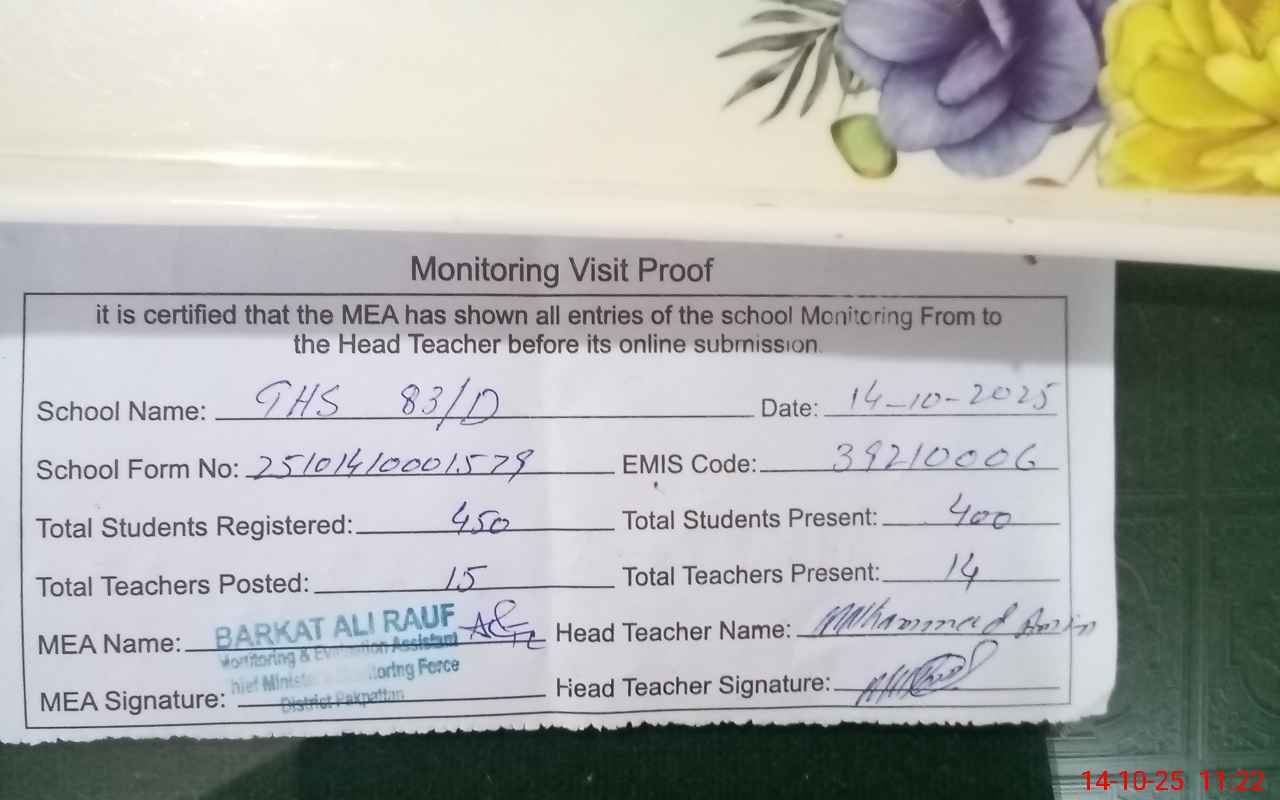 Monitoring Visit Proof
it is certified that the MEA has shown all entries of the school Monitoring From to
the Head Teacher before its online submission.
School Name: GHS 83/D Date: 14-10-2025
School Form No: 25101410001579 EMIS Code: 39210006
Total Students Registered: 450 Total Students Present: 400
Total Teachers Posted: 15 Total Teachers Present: 14
MEA Name: BARKAT ALI RAUF Head Teacher Name: Muhammad Amin
Monitoring & Evaluation Assistant
MEA Signature: Head Teacher Signature:
District Pakpattan
14-10-25 11:22